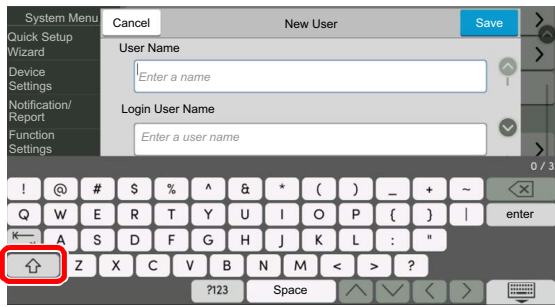 System Menu
Cancel
New User
Save
Quick Setup
Wizard
User Name
Enter a name
Device
Settings
Login User Name
Notification/
Report
Enter a user name
Function
Settings
0 / 3
! @ # $ % ^ & * ( ) _ + ~
Q W E R T Y U I O P { } | enter
A S D F G H J K L : "
Z X C V B N M < > ?
?123 Space